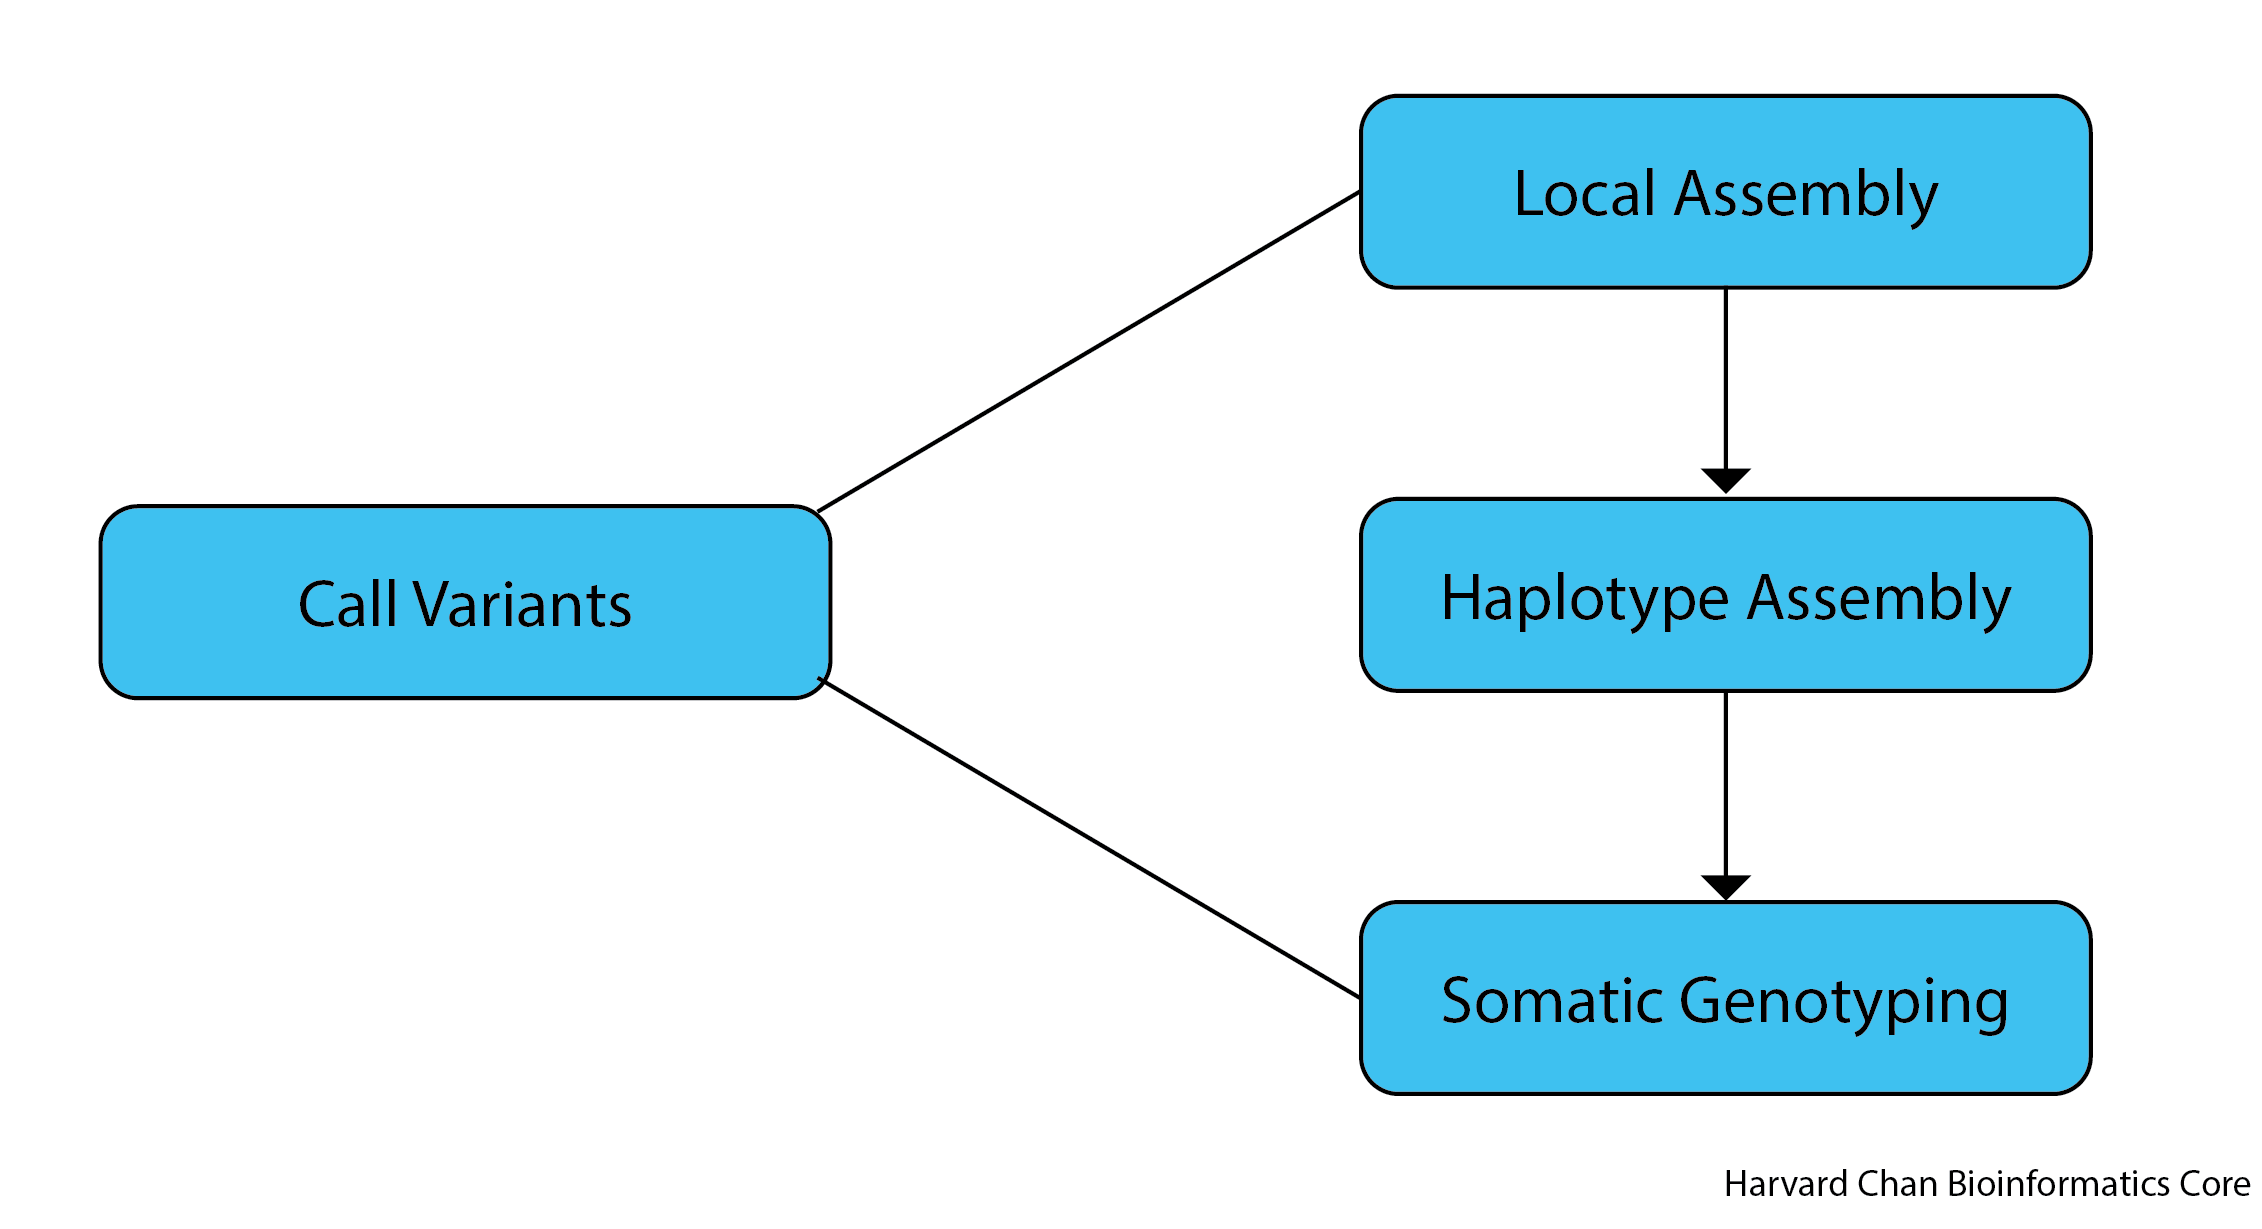 Local Assembly
Call Variants
Haplotype Assembly
Somatic Genotyping
Harvard Chan Bioinformatics Core